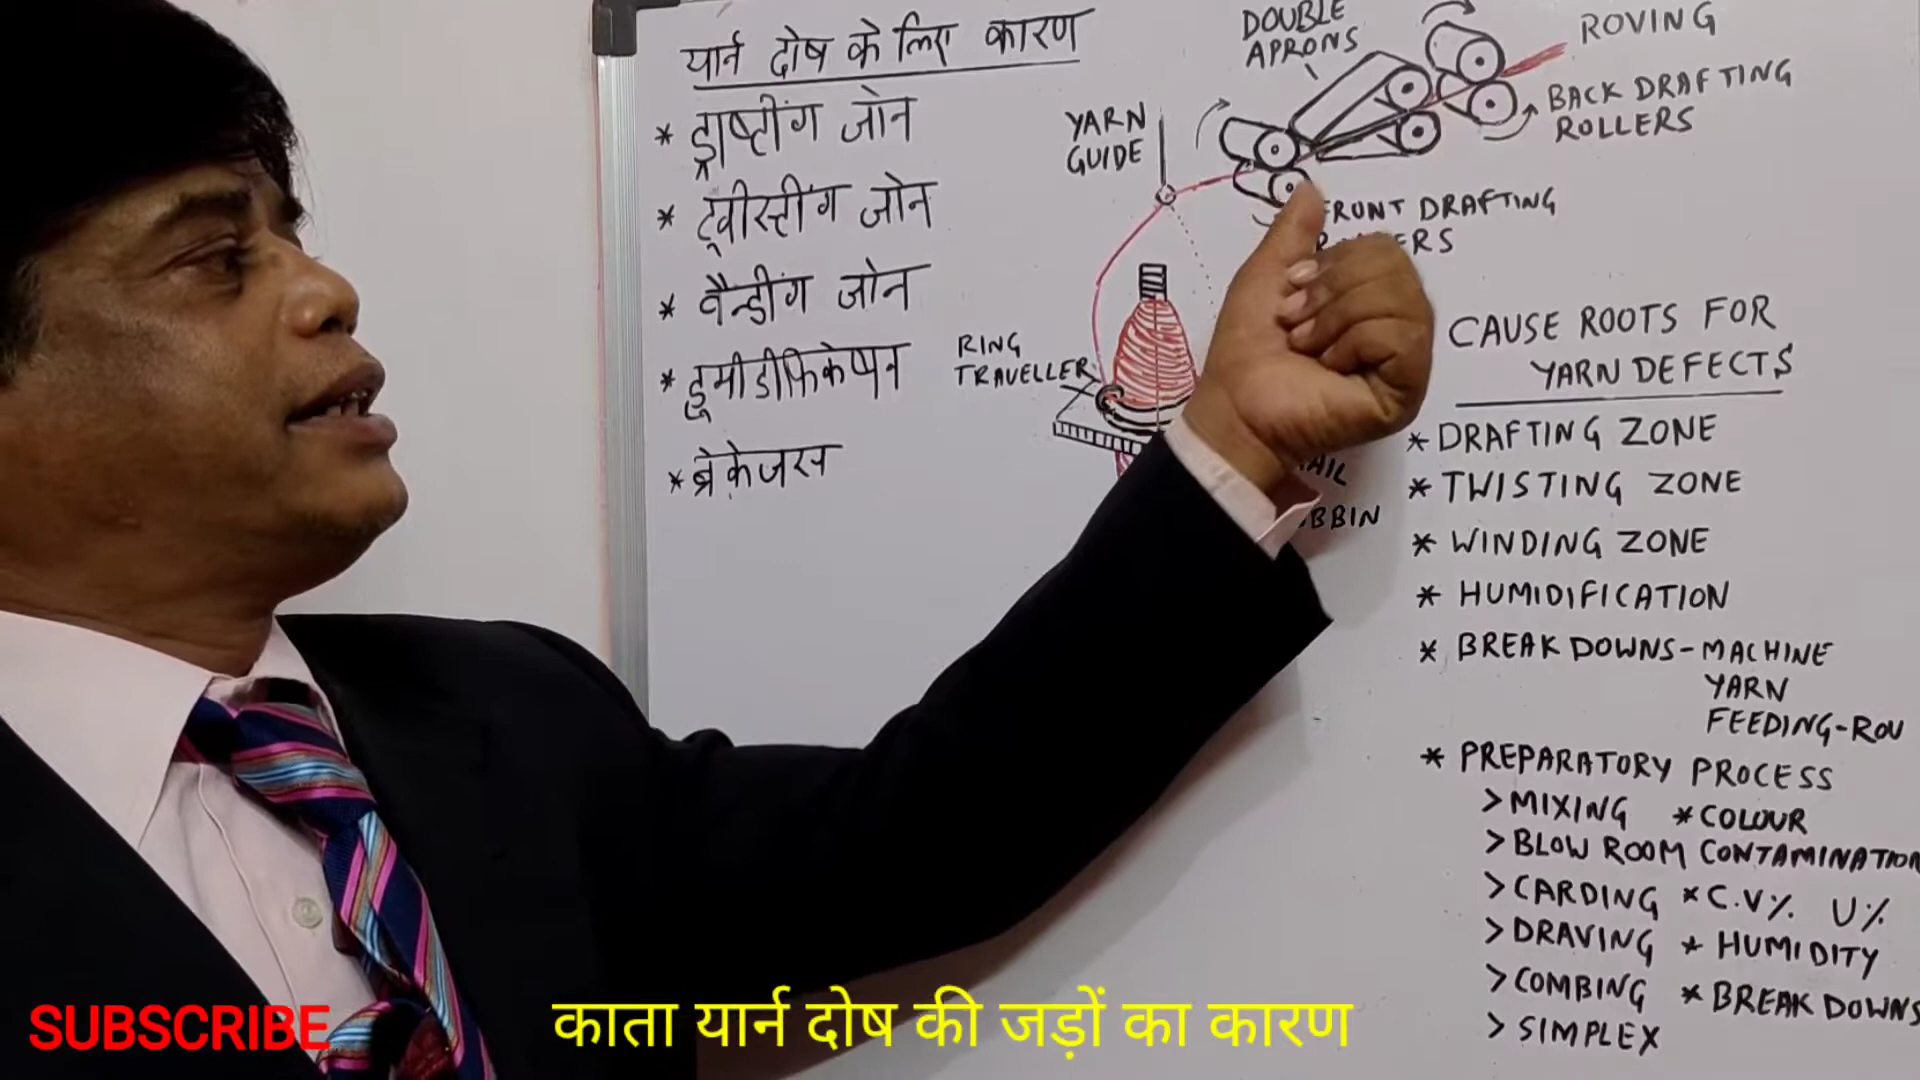 यार्न दोष के लिए कारण
* ड्राफ्टींग जोन
* ट्वीस्टींग जोन
* वैन्डींग जोन
* हूमीडीफिकेषन
* ब्रेकेजस
DOUBLE
APRONS
ROVING
BACK DRAFTING
ROLLERS
YARN
GUIDE
FRONT DRAFTING
RING
TRAVELLER
CAUSE ROOTS FOR
YARN DEFECTS
* DRAFTING ZONE
* TWISTING ZONE
* WINDING ZONE
* HUMIDIFICATION
* BREAK DOWNS - MACHINE
YARN
FEEDING-ROV
* PREPARATORY PROCESS
> MIXING * COLOUR
> BLOW ROOM CONTAMINATION
> CARDING * C.V% U%
> DRAVING * HUMIDITY
> COMBING * BREAK DOWNS
> SIMPLEX
SUBSCRIBE
काता यार्न दोष की जड़ों का कारण